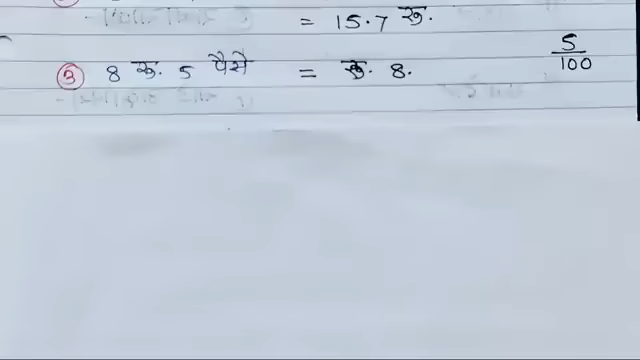 = 15.7 रू.
5/100
③ 8 रू. 5 पैसे = रू. 8.